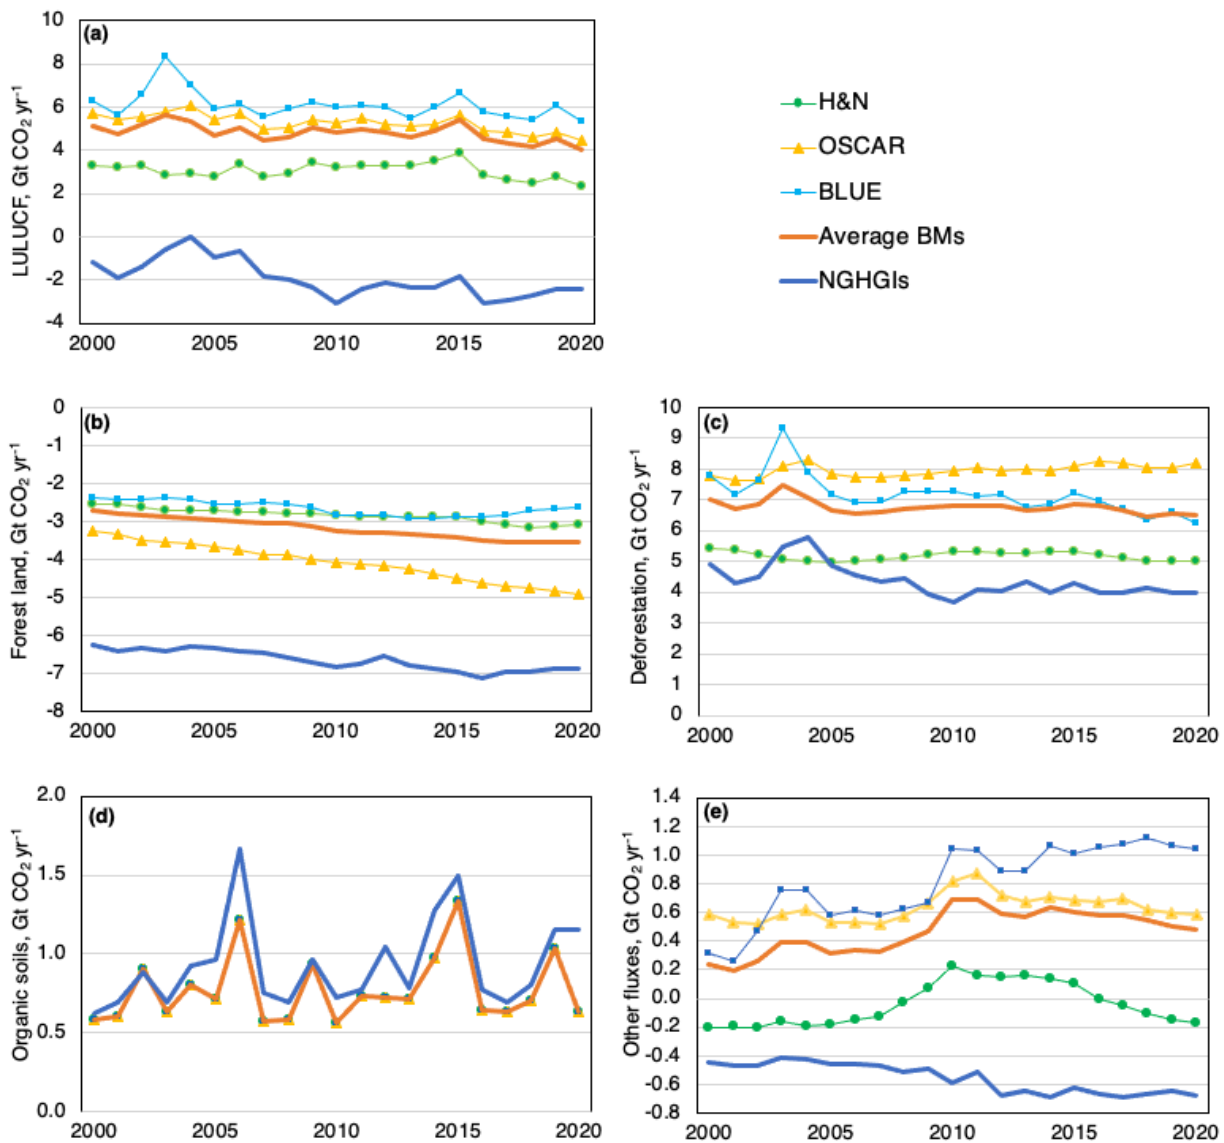 (a)
LULUCF, Gt CO₂ yr⁻¹
10
8
6
4
2
0
-2
-4
2000 2005 2010 2015 2020
H&N
OSCAR
BLUE
Average BMs
NGHGIs
(b)
Forest land, Gt CO₂ yr⁻¹
0
-1
-2
-3
-4
-5
-6
-7
-8
2000 2005 2010 2015 2020
(c)
Deforestation, Gt CO₂ yr⁻¹
10
9
8
7
6
5
4
3
2
1
0
2000 2005 2010 2015 2020
(d)
Organic soils, Gt CO₂ yr⁻¹
2.0
1.5
1.0
0.5
0.0
2000 2005 2010 2015 2020
(e)
Other fluxes, Gt CO₂ yr⁻¹
1.4
1.2
1.0
0.8
0.6
0.4
0.2
0.0
-0.2
-0.4
-0.6
-0.8
2000 2005 2010 2015 2020